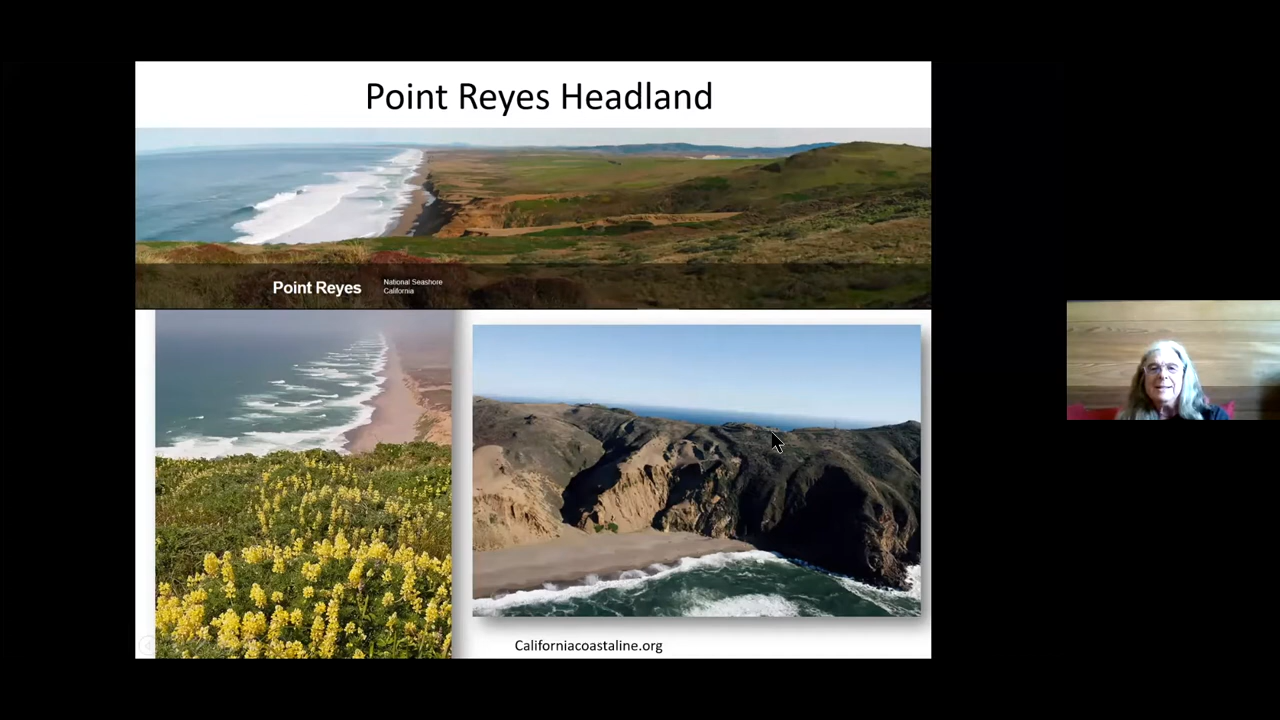 Point Reyes Headland
Point Reyes
National Seashore
California
Californiacoastaline.org